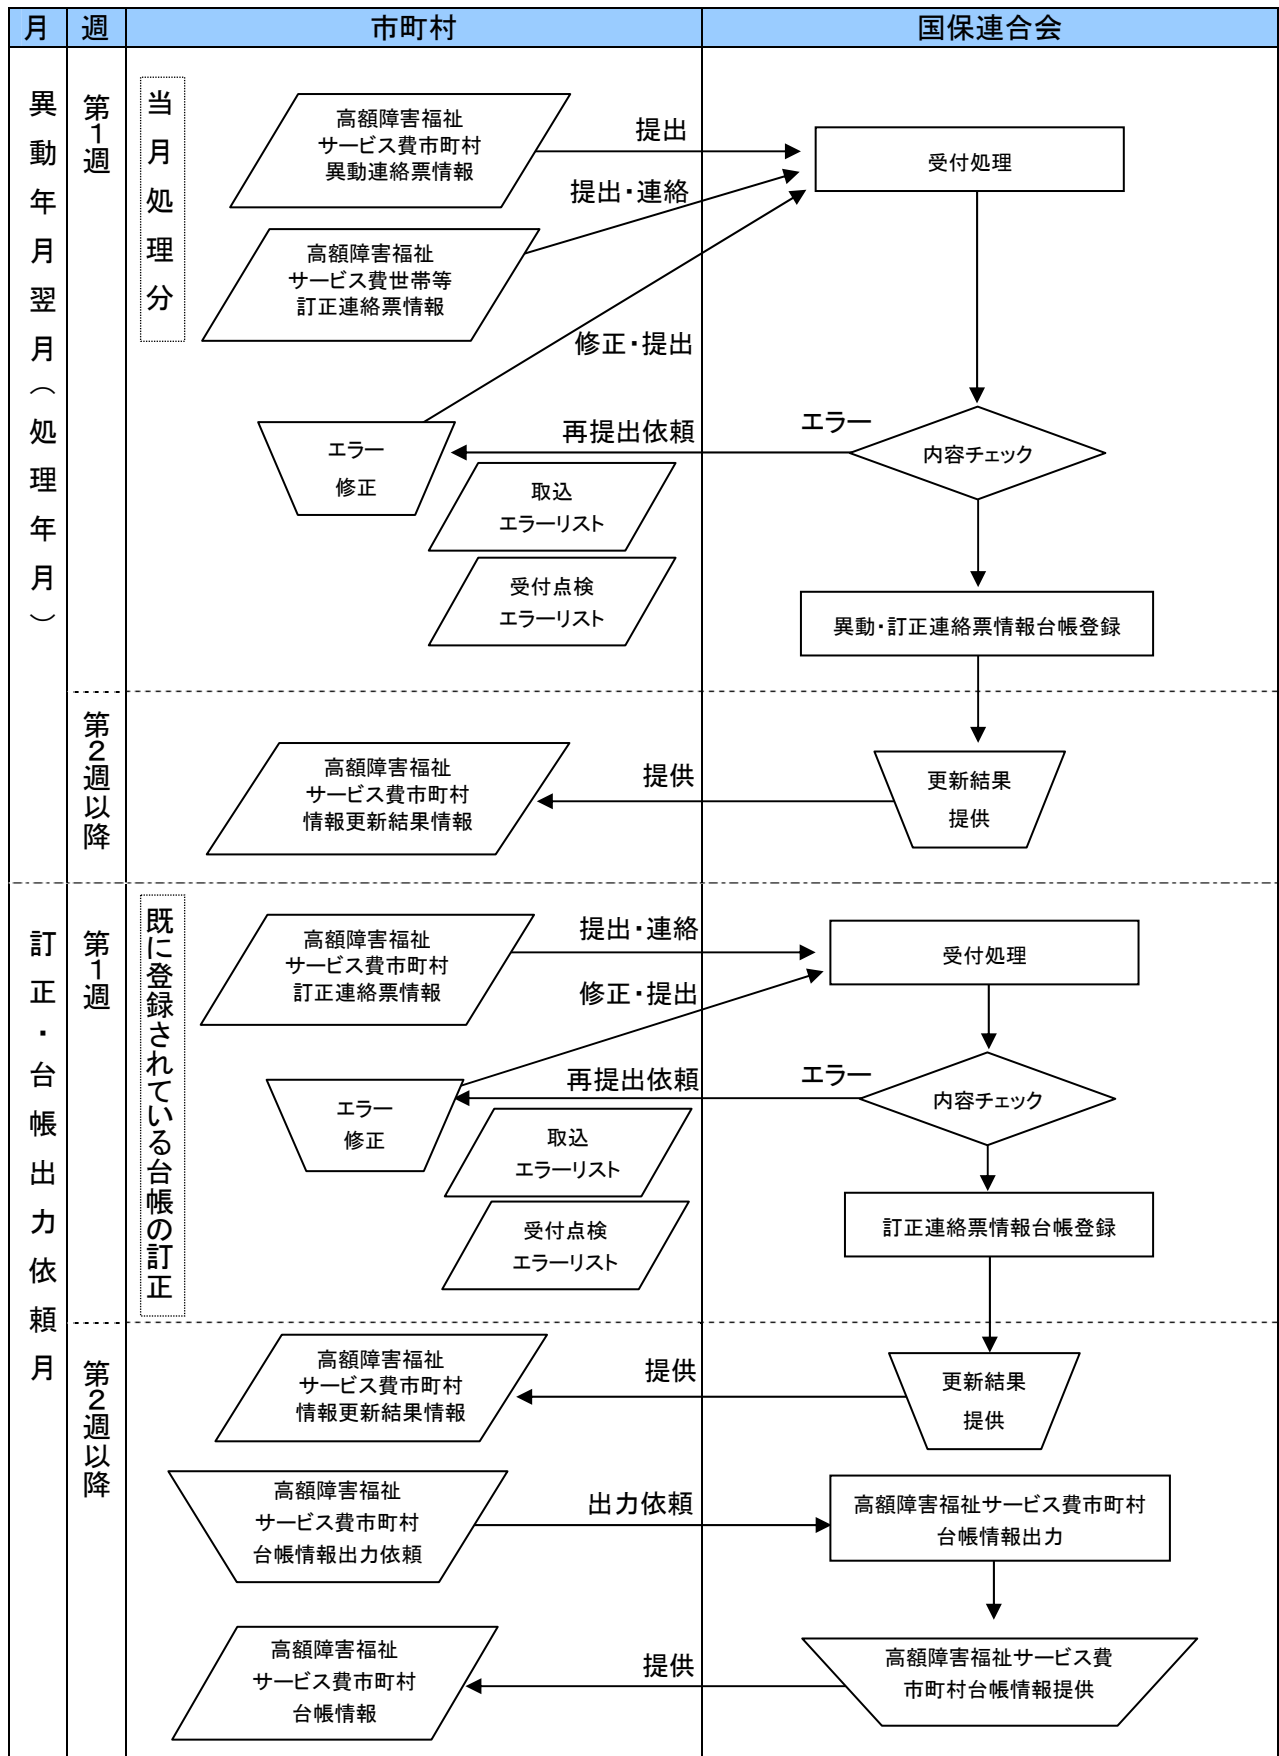 月
週
市町村
国保連合会
異動年月翌月（処理年月）
第1週
当月処理分
高額障害福祉
サービス費市町村
異動連絡票情報
提出
受付処理
提出・連絡
高額障害福祉
サービス費世帯等
訂正連絡票情報
修正・提出
エラー
修正
再提出依頼
エラー
内容チェック
取込
エラーリスト
受付点検
エラーリスト
異動・訂正連絡票情報台帳登録
第2週以降
高額障害福祉
サービス費市町村
情報更新結果情報
提供
更新結果
提供
訂正・台帳出力依頼月
第1週
既に登録されている台帳の訂正
高額障害福祉
サービス費市町村
訂正連絡票情報
提出・連絡
受付処理
修正・提出
エラー
修正
再提出依頼
エラー
内容チェック
取込
エラーリスト
受付点検
エラーリスト
訂正連絡票情報台帳登録
第2週以降
高額障害福祉
サービス費市町村
情報更新結果情報
提供
更新結果
提供
高額障害福祉
サービス費市町村
台帳情報出力依頼
出力依頼
高額障害福祉サービス費市町村
台帳情報出力
高額障害福祉
サービス費市町村
台帳情報
提供
高額障害福祉サービス費
市町村台帳情報提供